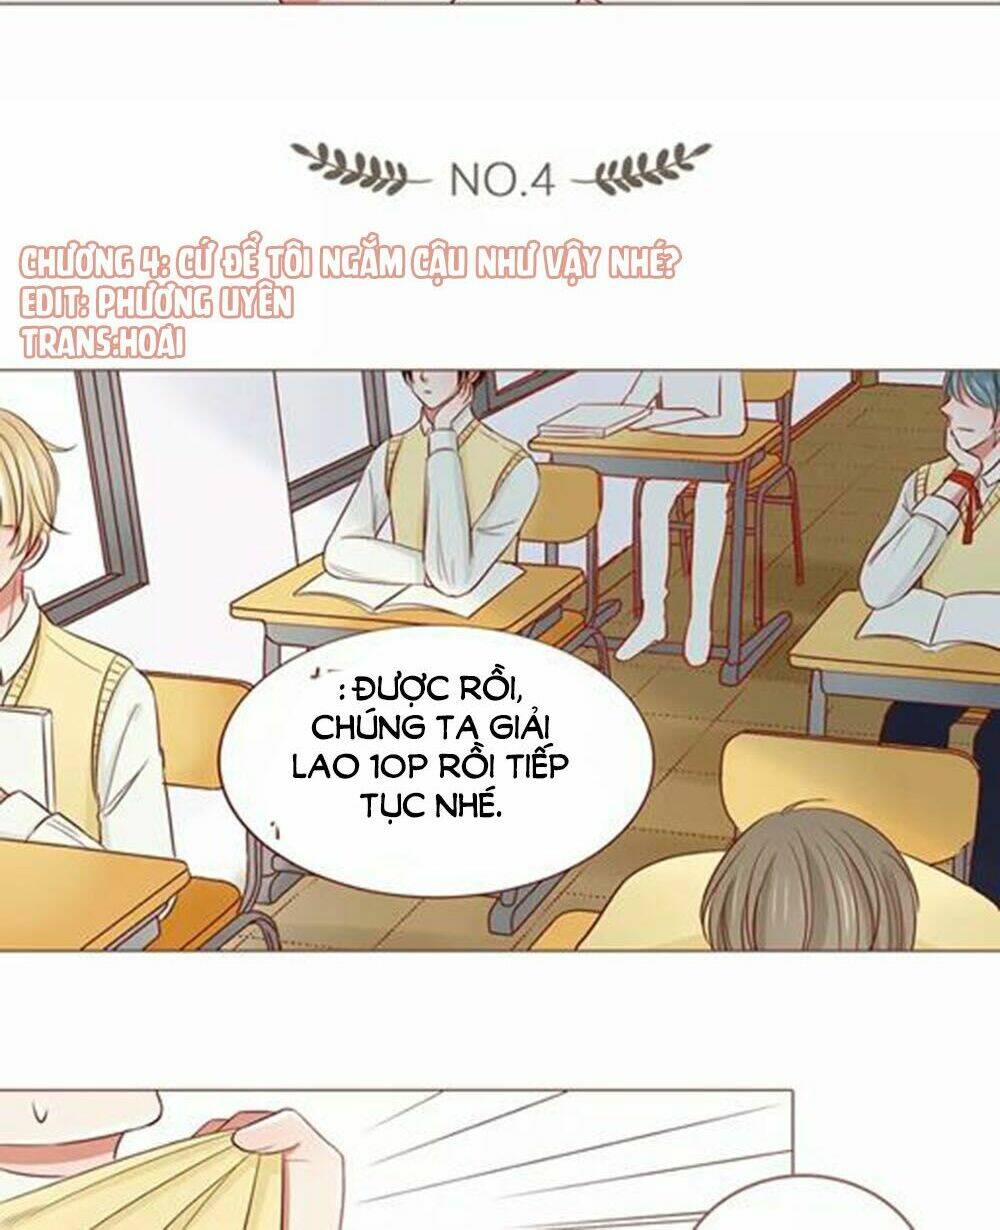 NO.4
CHƯƠNG 4: CỨ ĐỂ TÔI NGẮM CẬU NHƯ VẬY NHÉ?
EDIT: PHƯƠNG UYÊN
TRANS:HOÀI
:ĐƯỢC RỒI,
CHÚNG TA GIẢI
LAO 10P RỒI TIẾP
TỤC NHÉ.